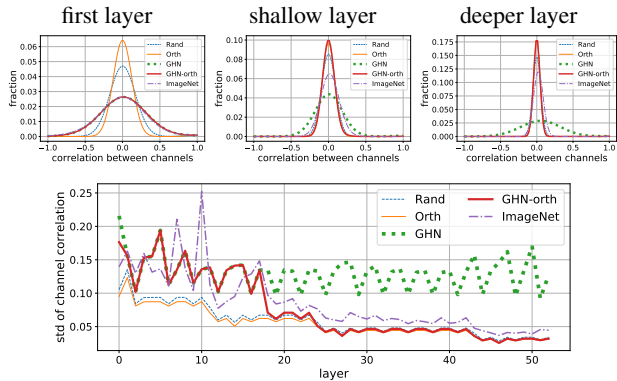 first layer
shallow layer
deeper layer
0.06
0.05
0.04
0.03
0.02
0.01
0.00
fraction
Rand
Orth
GHN
GHN-orth
ImageNet
−1.0 −0.5 0.0 0.5 1.0
correlation between channels
0.10
0.08
0.06
0.04
0.02
0.00
fraction
Rand
Orth
GHN
GHN-orth
ImageNet
−1.0 −0.5 0.0 0.5 1.0
correlation between channels
0.175
0.150
0.125
0.100
0.075
0.050
0.025
0.000
fraction
Rand
Orth
GHN
GHN-orth
ImageNet
−1.0 −0.5 0.0 0.5 1.0
correlation between channels
0.25
0.20
0.15
0.10
0.05
std of channel correlation
Rand
Orth
GHN
GHN-orth
ImageNet
0 10 20 30 40 50
layer